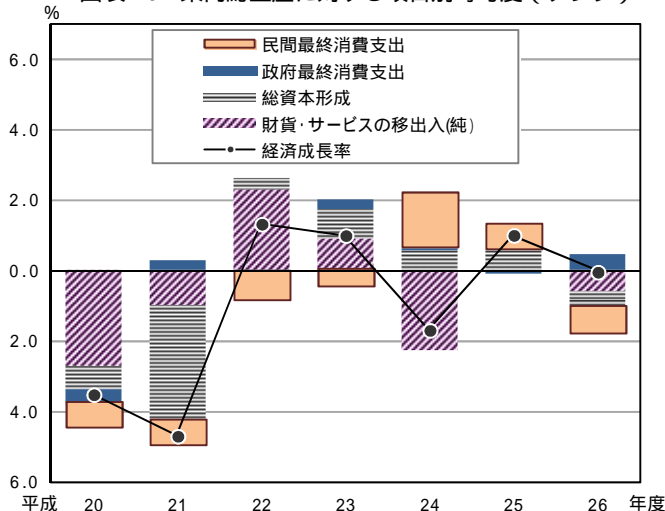 %
6.0
民間最終消費支出
政府最終消費支出
総資本形成
財貨・サービスの移出入(純)
経済成長率
4.0
2.0
0.0
2.0
4.0
6.0
平成 20 21 22 23 24 25 26 年度